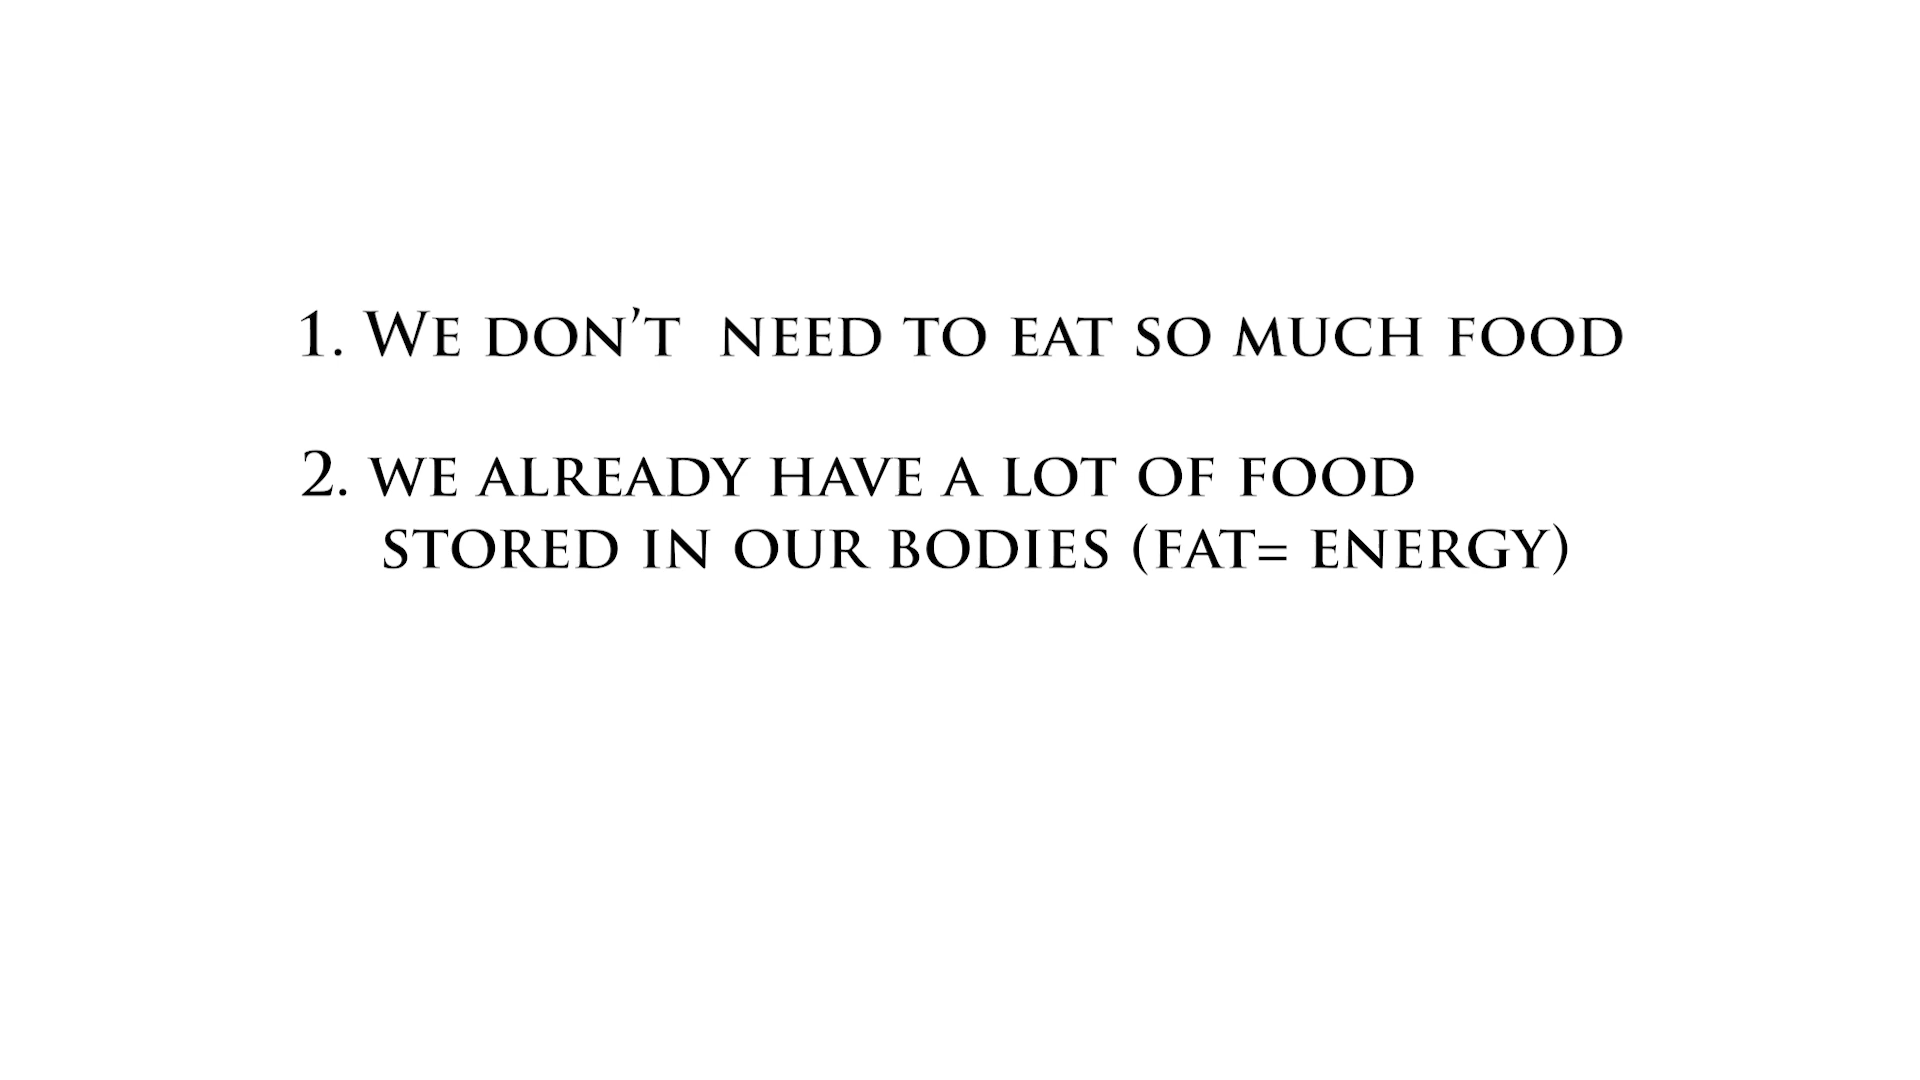 1. We don’t  need to eat so much food
2. we already have a lot of food
stored in our bodies (fat= energy)